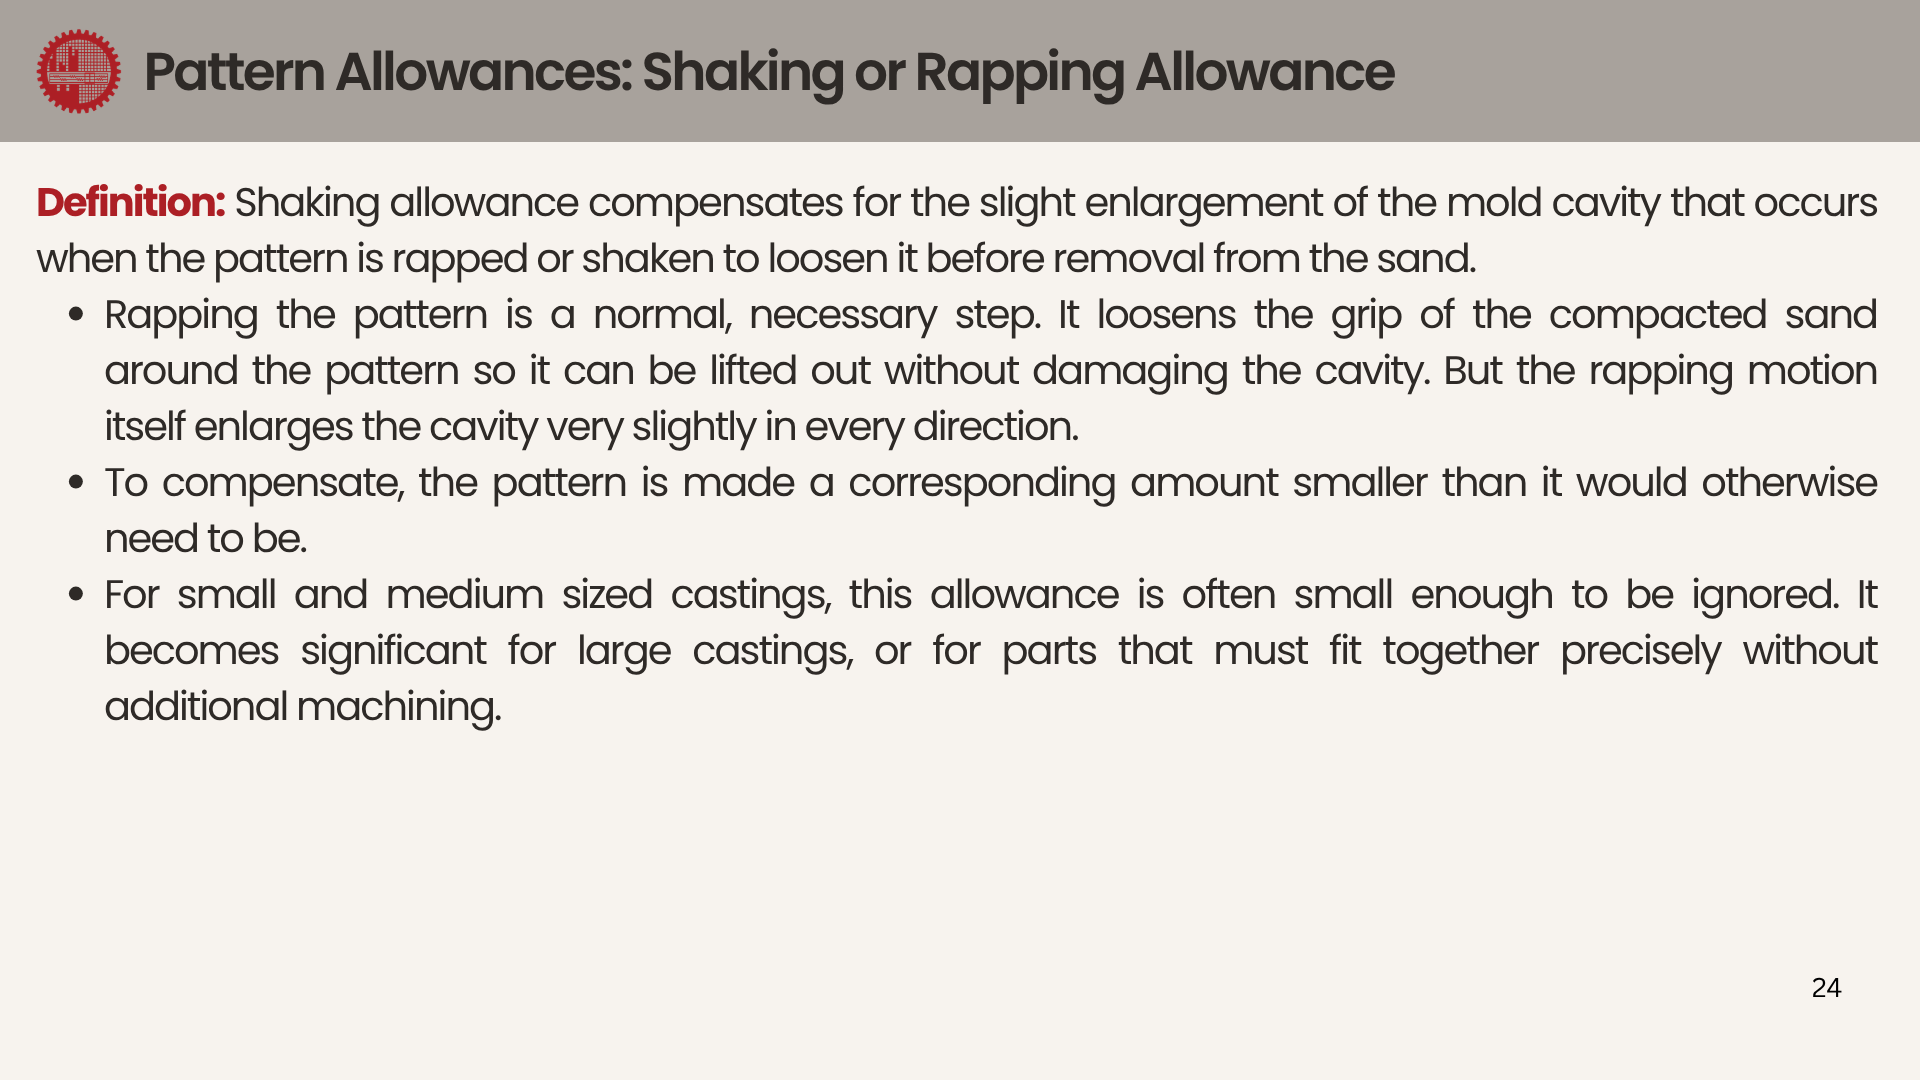 Pattern Allowances: Shaking or Rapping Allowance
Definition: Shaking allowance compensates for the slight enlargement of the mold cavity that occurs
when the pattern is rapped or shaken to loosen it before removal from the sand.
• Rapping the pattern is a normal, necessary step. It loosens the grip of the compacted sand
around the pattern so it can be lifted out without damaging the cavity. But the rapping motion
itself enlarges the cavity very slightly in every direction.
• To compensate, the pattern is made a corresponding amount smaller than it would otherwise
need to be.
• For small and medium sized castings, this allowance is often small enough to be ignored. It
becomes significant for large castings, or for parts that must fit together precisely without
additional machining.
24